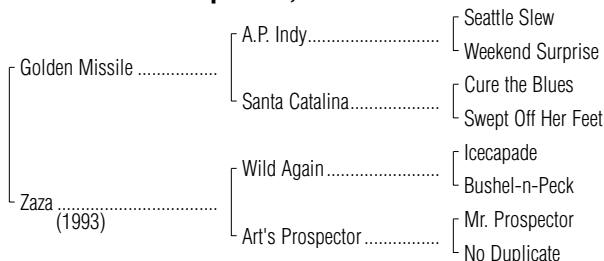 Seattle Slew
A.P. Indy....................
Weekend Surprise
Golden Missile ................
Cure the Blues
Santa Catalina...................
Swept Off Her Feet
Icecapade
Wild Again.....................
Bushel-n-Peck
Zaza ..............................
(1993)
Mr. Prospector
Art's Prospector..............
No Duplicate